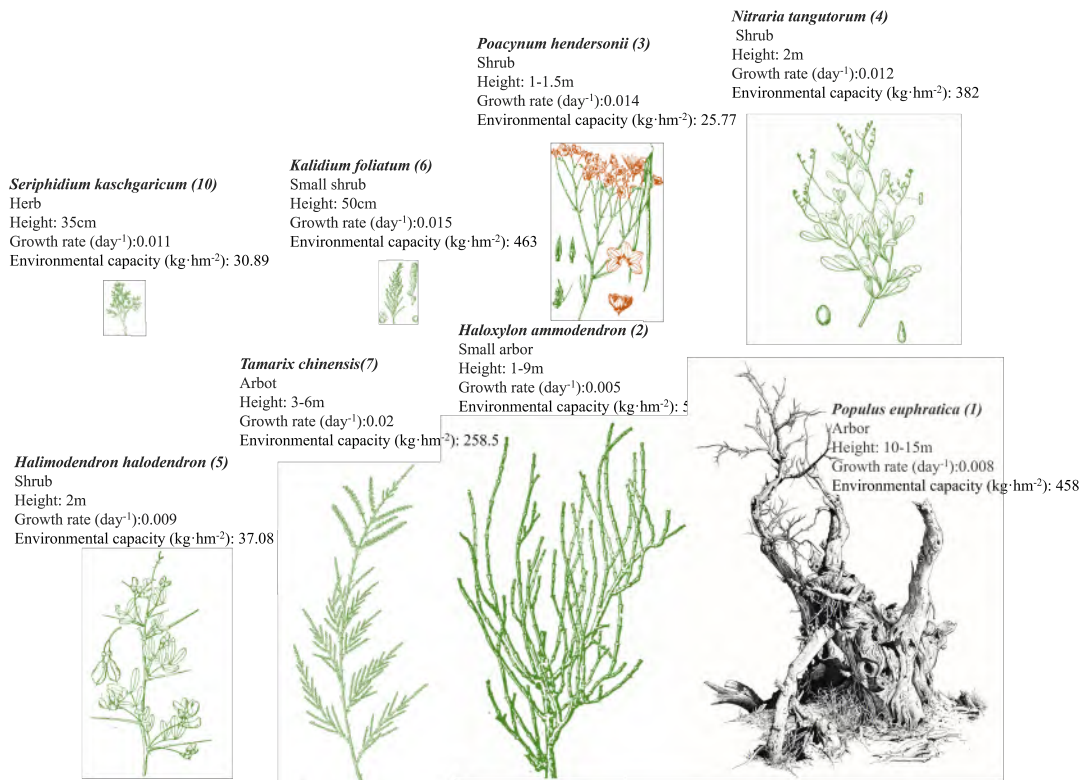 Nitraria tangutorum (4)
Shrub
Height: 2m
Growth rate (day-1):0.012
Environmental capacity (kg·hm-2): 382
Poacynum hendersonii (3)
Shrub
Height: 1-1.5m
Growth rate (day-1):0.014
Environmental capacity (kg·hm-2): 25.77
Kalidium foliatum (6)
Small shrub
Height: 50cm
Growth rate (day-1):0.015
Environmental capacity (kg·hm-2): 463
Seriphidium kaschgaricum (10)
Herb
Height: 35cm
Growth rate (day-1):0.011
Environmental capacity (kg·hm-2): 30.89
Haloxylon ammodendron (2)
Small arbor
Height: 1-9m
Growth rate (day-1):0.005
Environmental capacity (kg·hm-2):
Tamarix chinensis(7)
Arbot
Height: 3-6m
Growth rate (day-1):0.02
Environmental capacity (kg·hm-2): 258.5
Populus euphratica (1)
Arbor
Height: 10-15m
Growth rate (day-1):0.008
Environmental capacity (kg·hm-2): 458
Halimodendron halodendron (5)
Shrub
Height: 2m
Growth rate (day-1):0.009
Environmental capacity (kg·hm-2): 37.08